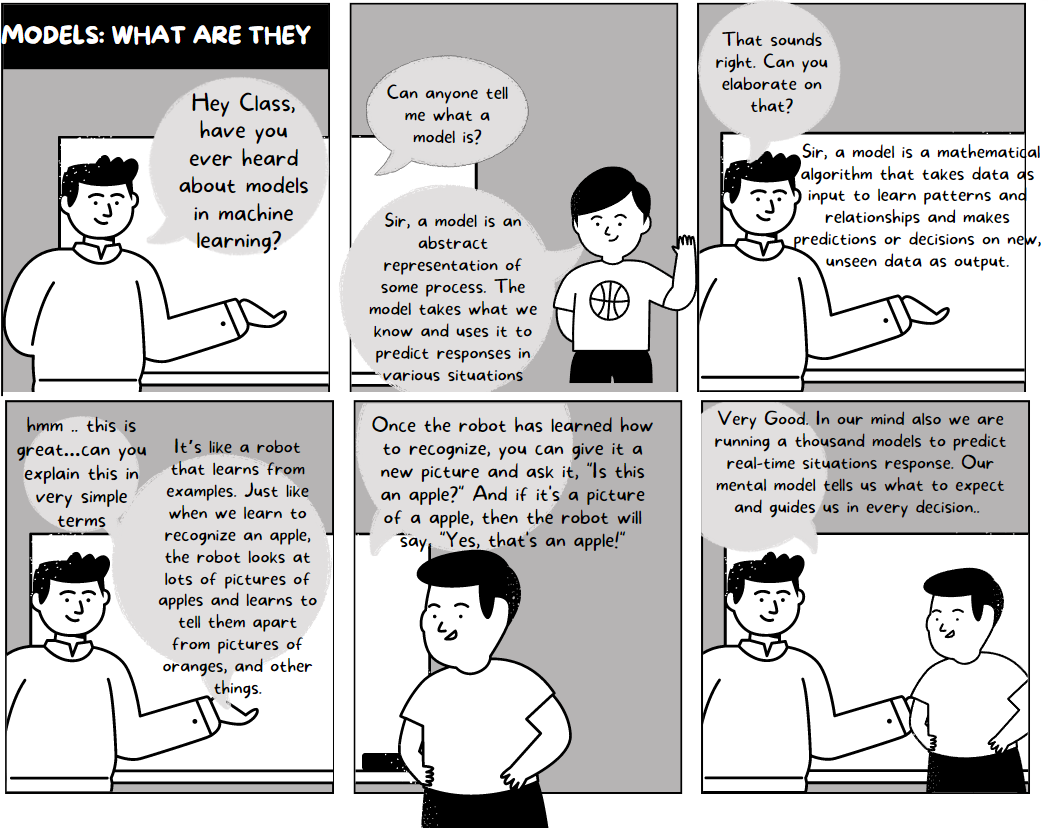 MODELS: WHAT ARE THEY
Hey Class,
have you
ever heard
about models
in machine
learning?
Can anyone tell
me what a
model is?
Sir, a model is an
abstract
representation of
some process. The
model takes what we
know and uses it to
predict responses in
various situations
That sounds
right. Can you
elaborate on
that?
Sir, a model is a mathematical
algorithm that takes data as
input to learn patterns and
relationships and makes
predictions or decisions on new,
unseen data as output.
hmm .. this is
great...can you
explain this in
very simple
terms
It's like a robot
that learns from
examples. Just like
when we learn to
recognize an apple,
the robot looks at
lots of pictures of
apples and learns to
tell them apart
from pictures of
oranges, and other
things.
Once the robot has learned how
to recognize, you can give it a
new picture and ask it, "Is this
an apple?" And if it's a picture
of a apple, then the robot will
say, "Yes, that's an apple!"
Very Good. In our mind also we are
running a thousand models to predict
real-time situations response. Our
mental model tells us what to expect
and guides us in every decision..